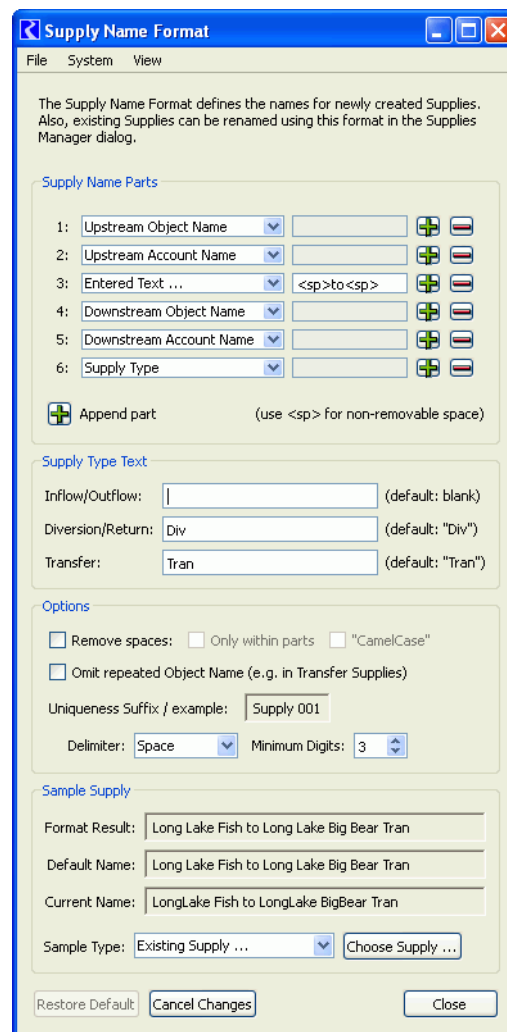 Supply Name Format
File System View
The Supply Name Format defines the names for newly created Supplies.
Also, existing Supplies can be renamed using this format in the Supplies
Manager dialog.
Supply Name Parts
1: Upstream Object Name
2: Upstream Account Name
3: Entered Text ... <sp>to<sp>
4: Downstream Object Name
5: Downstream Account Name
6: Supply Type
Append part (use <sp> for non-removable space)
Supply Type Text
Inflow/Outflow: (default: blank)
Diversion/Return: Div (default: "Div")
Transfer: Tran (default: "Tran")
Options
Remove spaces: Only within parts "CamelCase"
Omit repeated Object Name (e.g. in Transfer Supplies)
Uniqueness Suffix / example: Supply 001
Delimiter: Space Minimum Digits: 3
Sample Supply
Format Result: Long Lake Fish to Long Lake Big Bear Tran
Default Name: Long Lake Fish to Long Lake Big Bear Tran
Current Name: LongLake Fish to LongLake BigBear Tran
Sample Type: Existing Supply ... Choose Supply ...
Restore Default Cancel Changes Close